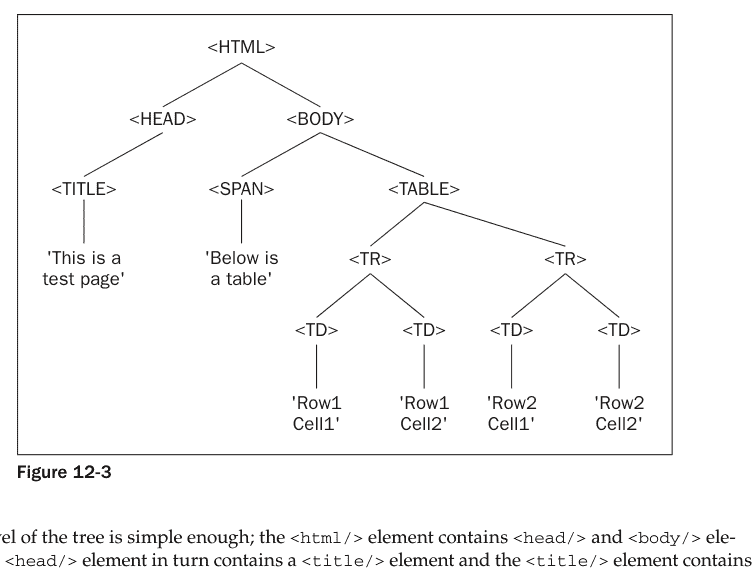 <HTML>
<HEAD> <BODY>
<TITLE> <SPAN> <TABLE>
'This is a
test page'
'Below is
a table'
<TR> <TR>
<TD> <TD> <TD> <TD>
'Row1
Cell1'
'Row1
Cell2'
'Row2
Cell1'
'Row2
Cell2'
Figure 12-3
of the tree is simple enough; the <html/> element contains <head/> and <body/> ele-
<head/> element in turn contains a <title/> element and the <title/> element contains